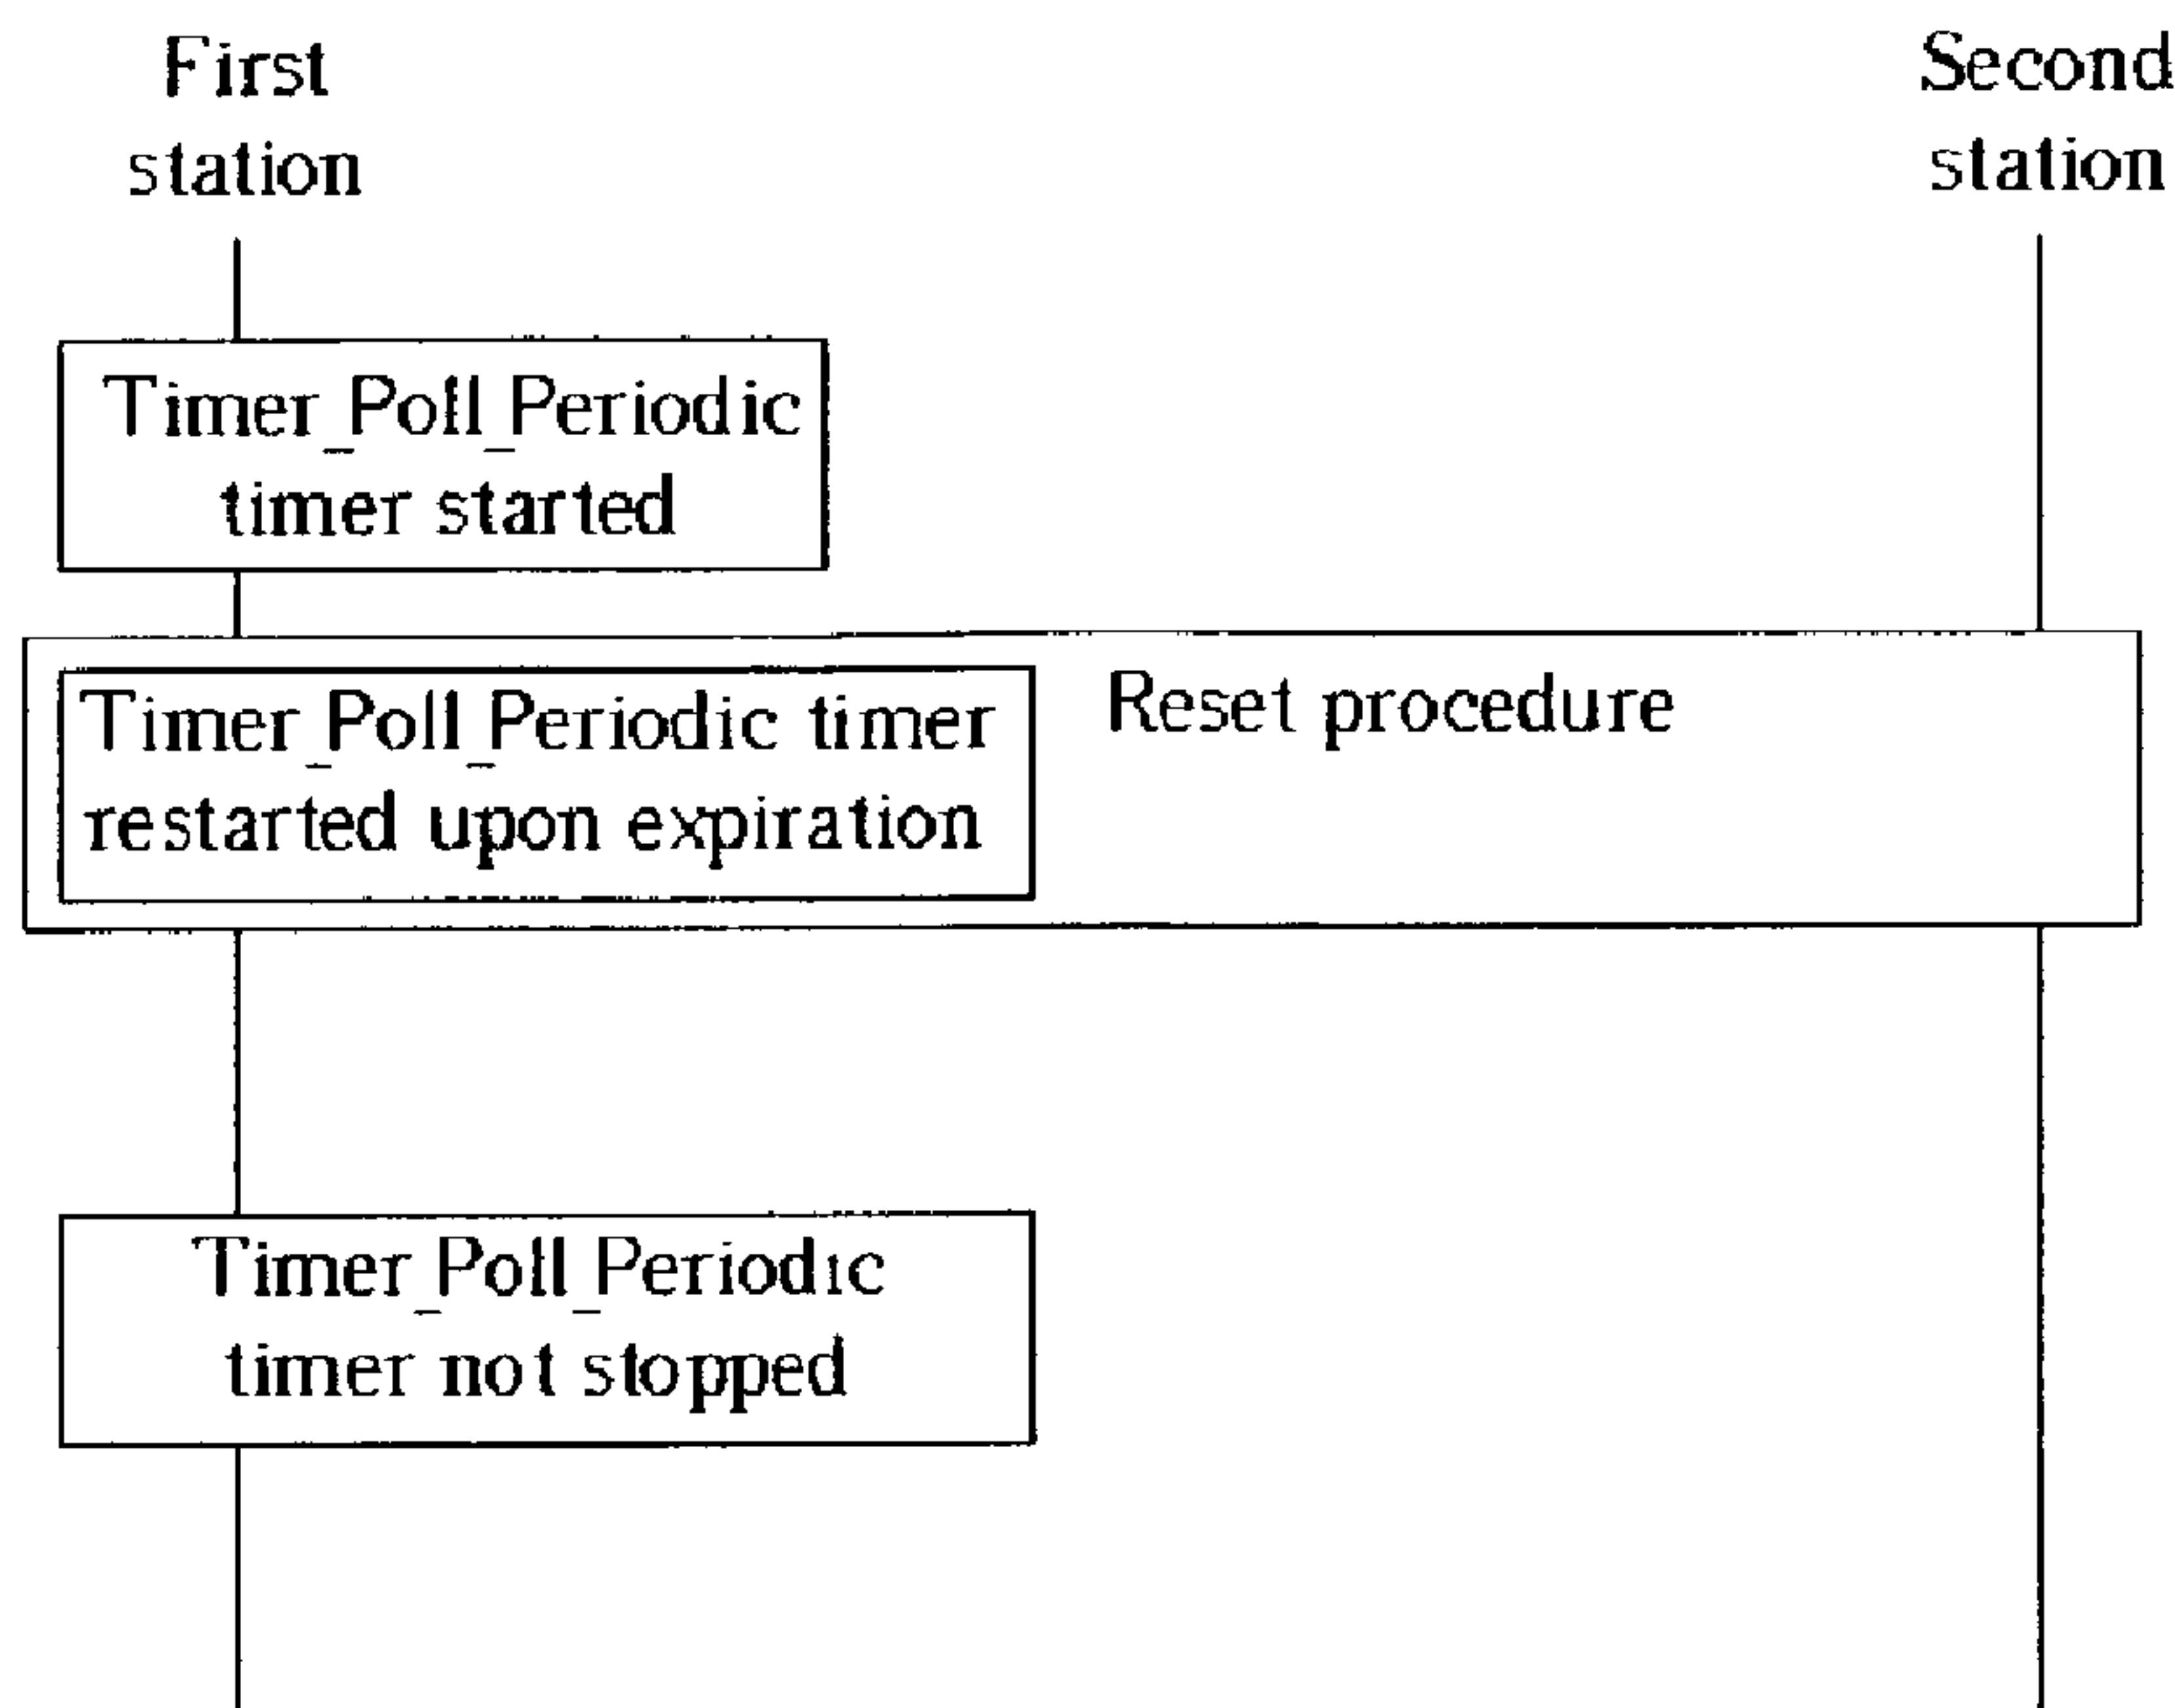 First
station
Second
station
Timer_Poll_Periodic
timer started
Timer_Poll_Periodic timer
restarted upon expiration
Reset procedure
Timer_Poll_Periodic
timer not stopped